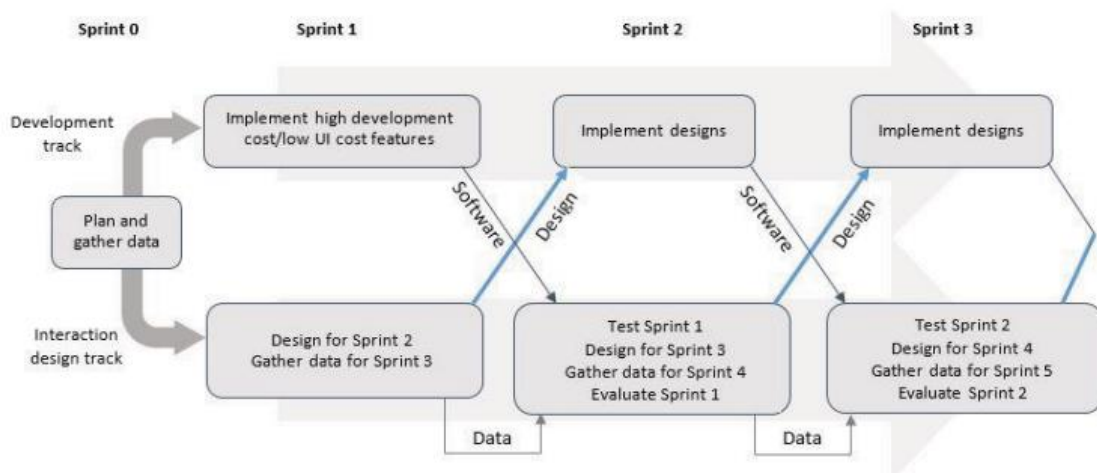 Sprint 0
Sprint 1
Sprint 2
Sprint 3
Development
track
Implement high development
cost/low UI cost features
Implement designs
Implement designs
Plan and
gather data
Software
Design
Software
Design
Interaction
design track
Design for Sprint 2
Gather data for Sprint 3
Test Sprint 1
Design for Sprint 3
Gather data for Sprint 4
Evaluate Sprint 1
Test Sprint 2
Design for Sprint 4
Gather data for Sprint 5
Evaluate Sprint 2
Data
Data